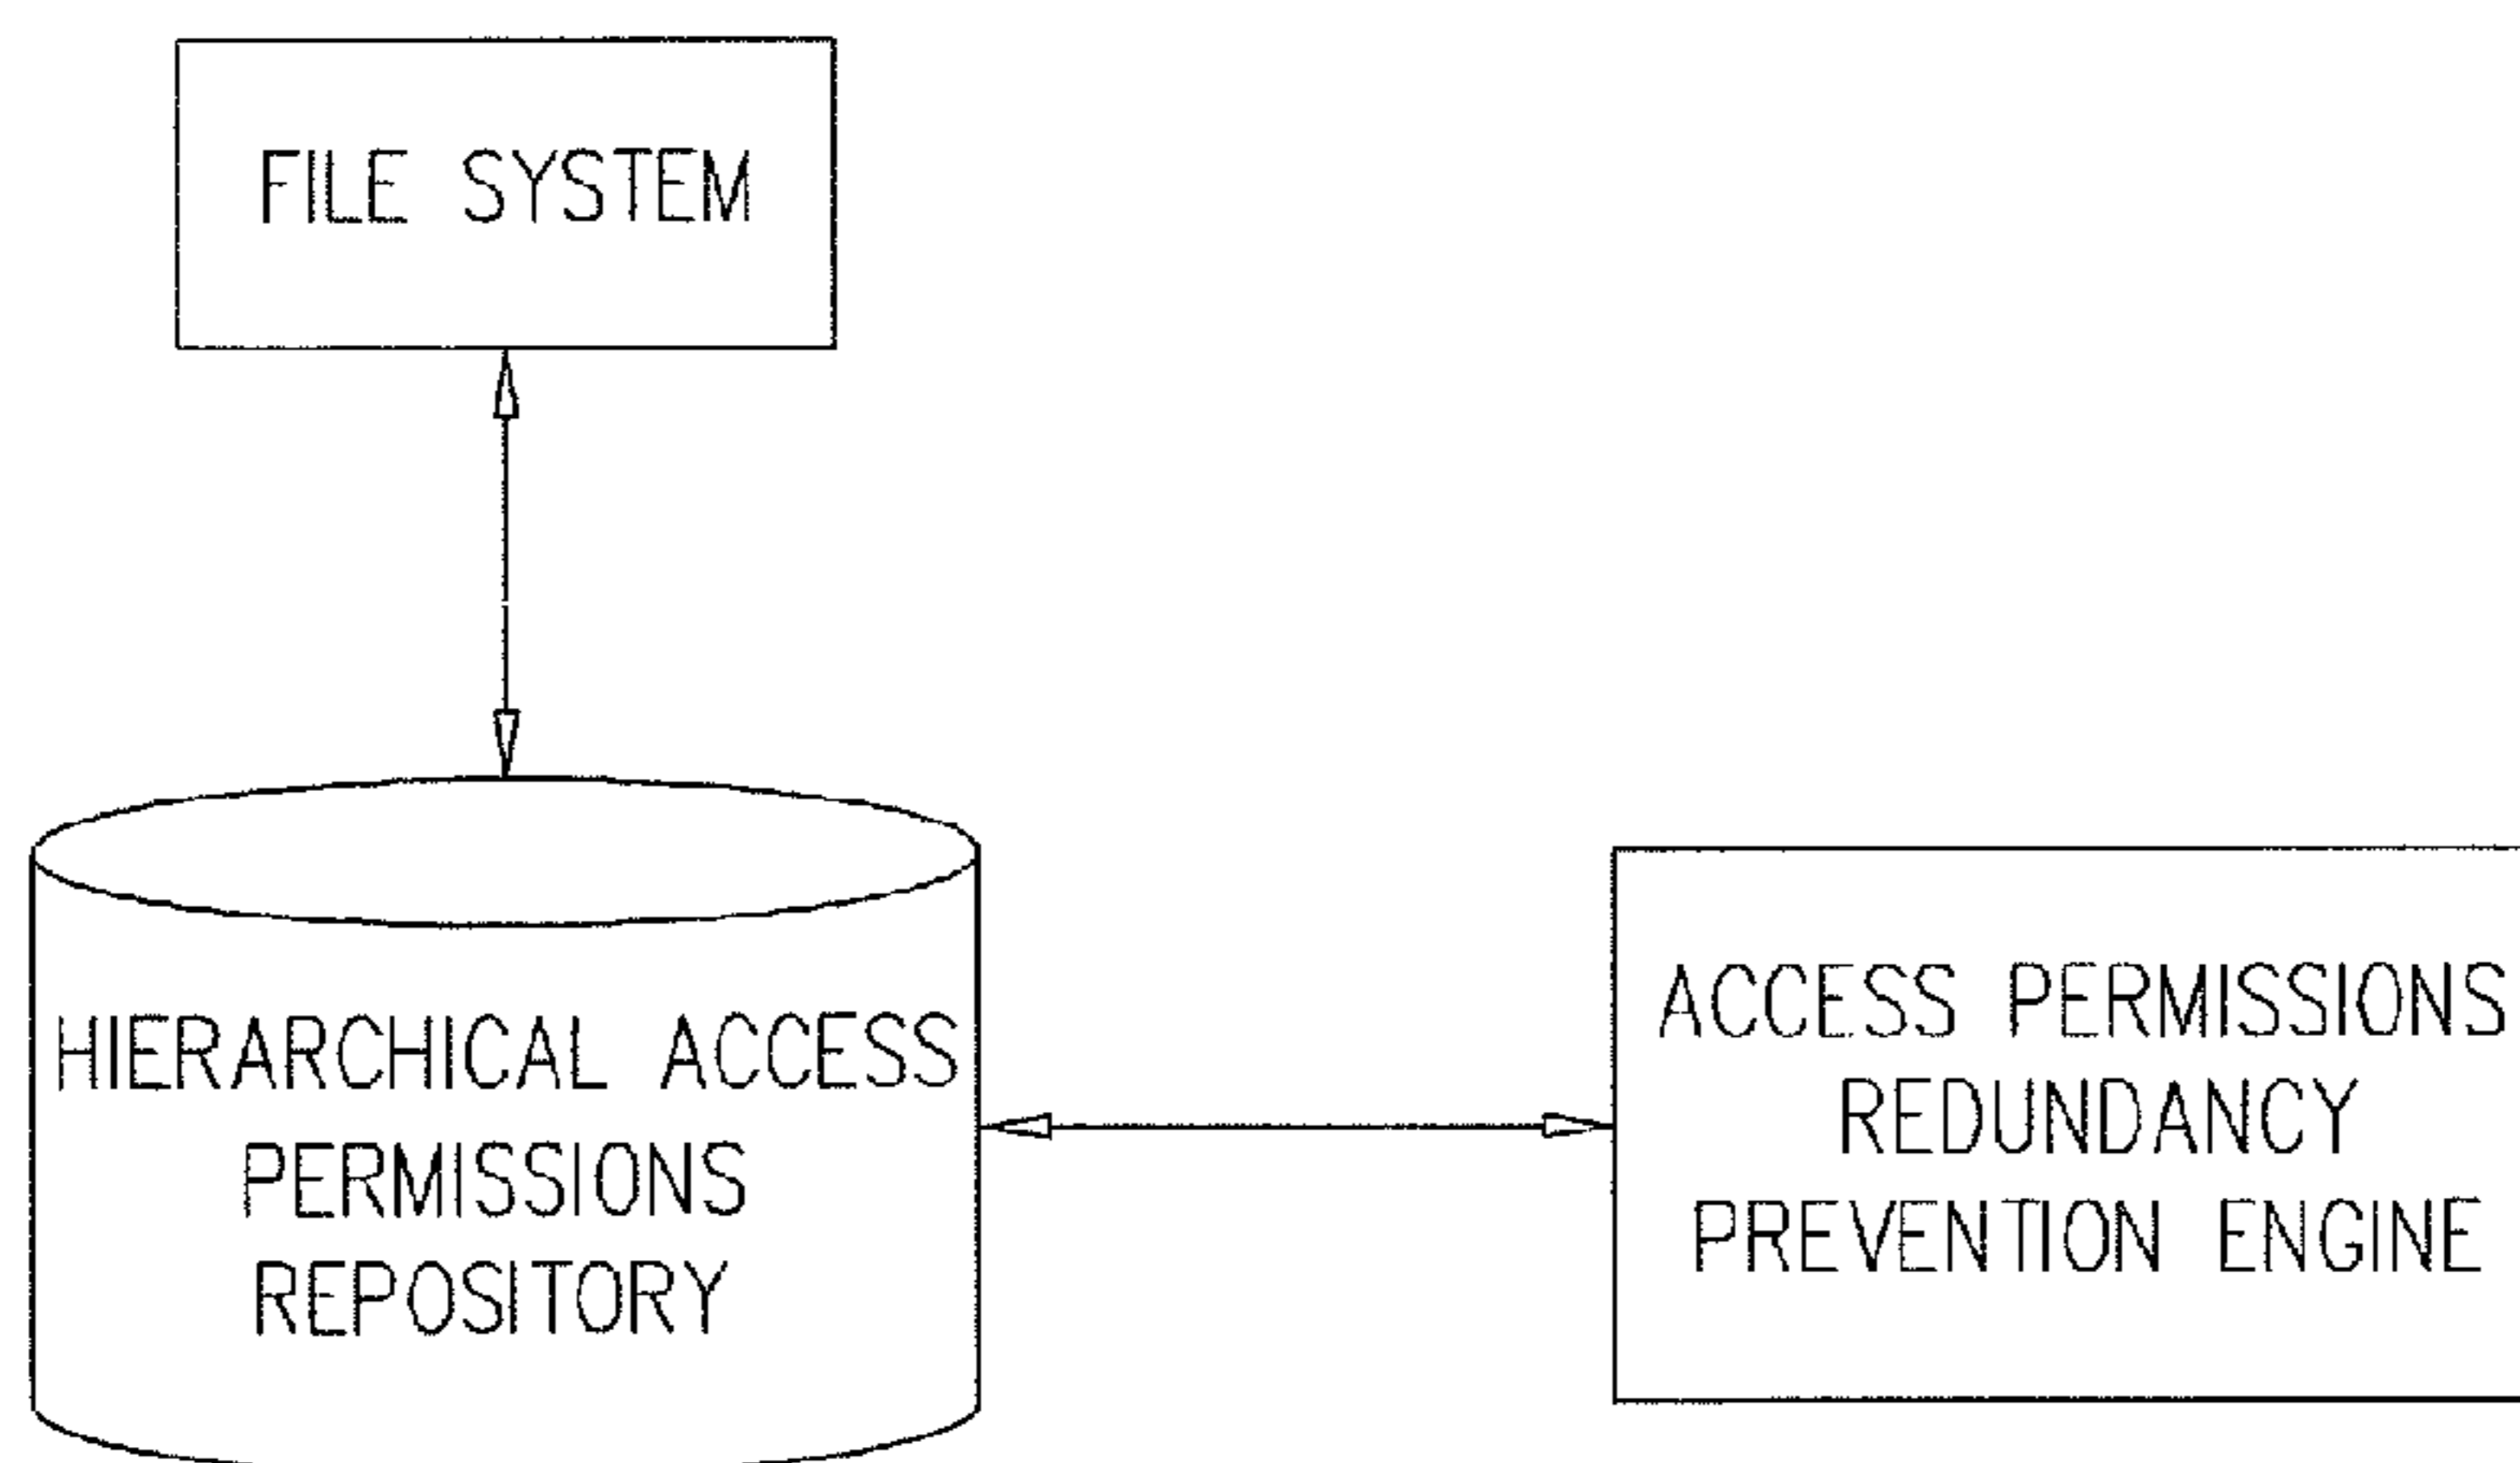 FILE SYSTEM
HIERARCHICAL ACCESS
PERMISSIONS
REPOSITORY
ACCESS PERMISSIONS
REDUNDANCY
PREVENTION ENGINE